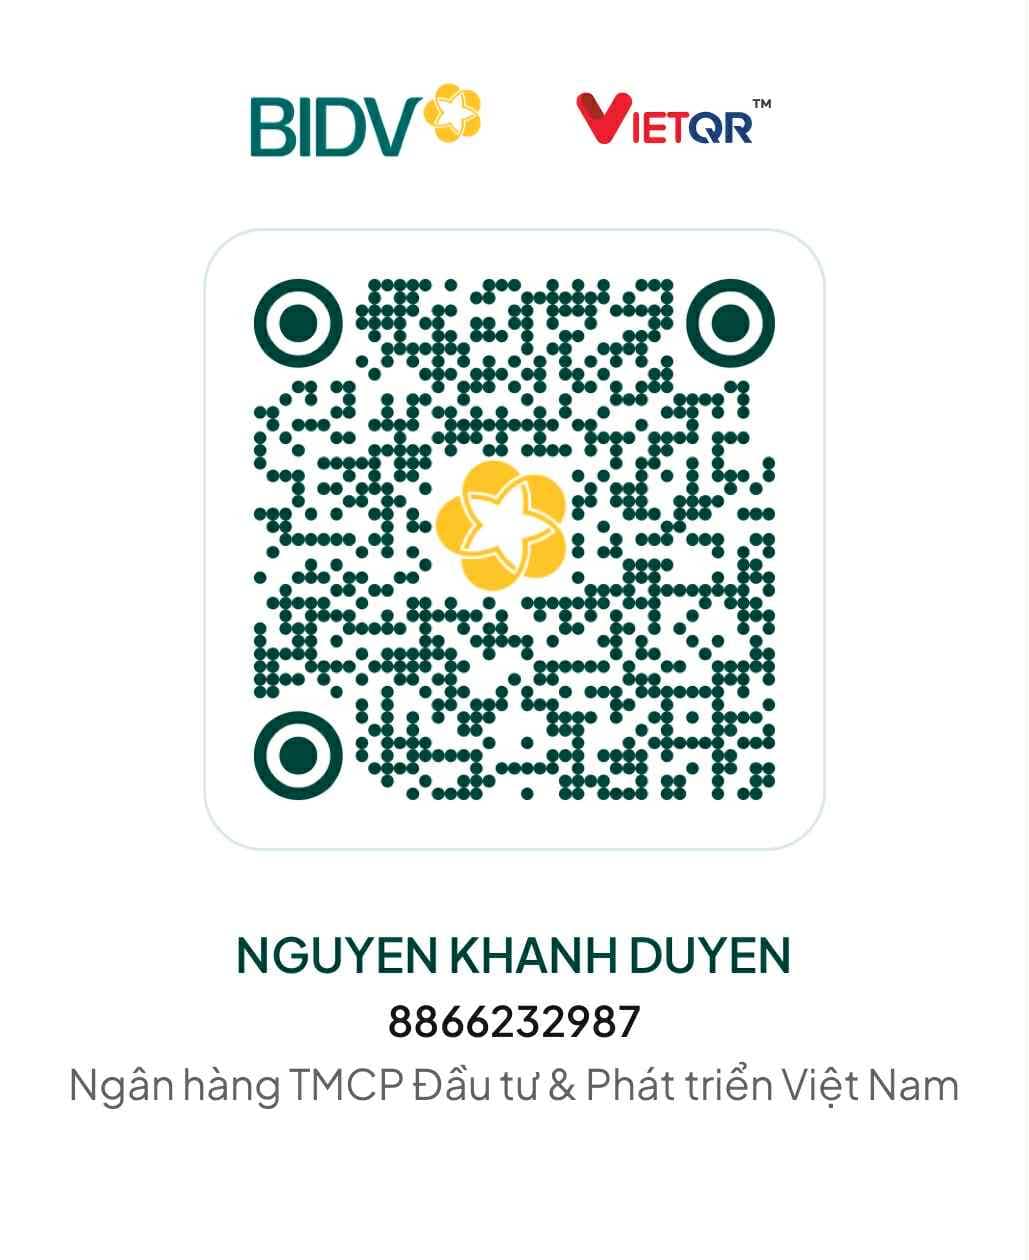 BIDV VIETQR™
NGUYEN KHANH DUYEN
8866232987
Ngân hàng TMCP Đầu tư & Phát triển Việt Nam